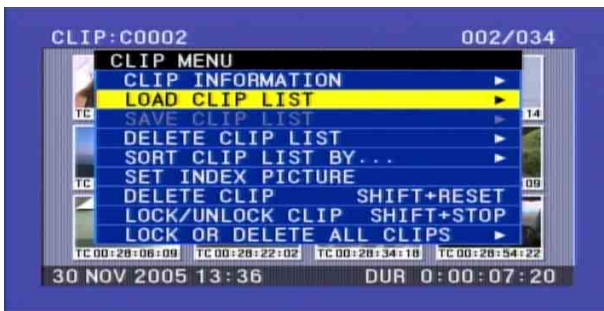 CLIP:C0002 002/034
CLIP MENU
CLIP INFORMATION
LOAD CLIP LIST
TC 14
SAVE CLIP LIST
DELETE CLIP LIST
SORT CLIP LIST BY...
SET INDEX PICTURE
TC 09
DELETE CLIP SHIFT+RESET
LOCK/UNLOCK CLIP SHIFT+STOP
LOCK OR DELETE ALL CLIPS
TC 00:28:06:09 TC 00:28:22:02 TC 00:28:34:18 TC 00:28:54:22
30 NOV 2005 13:36 DUR 0:00:07:20